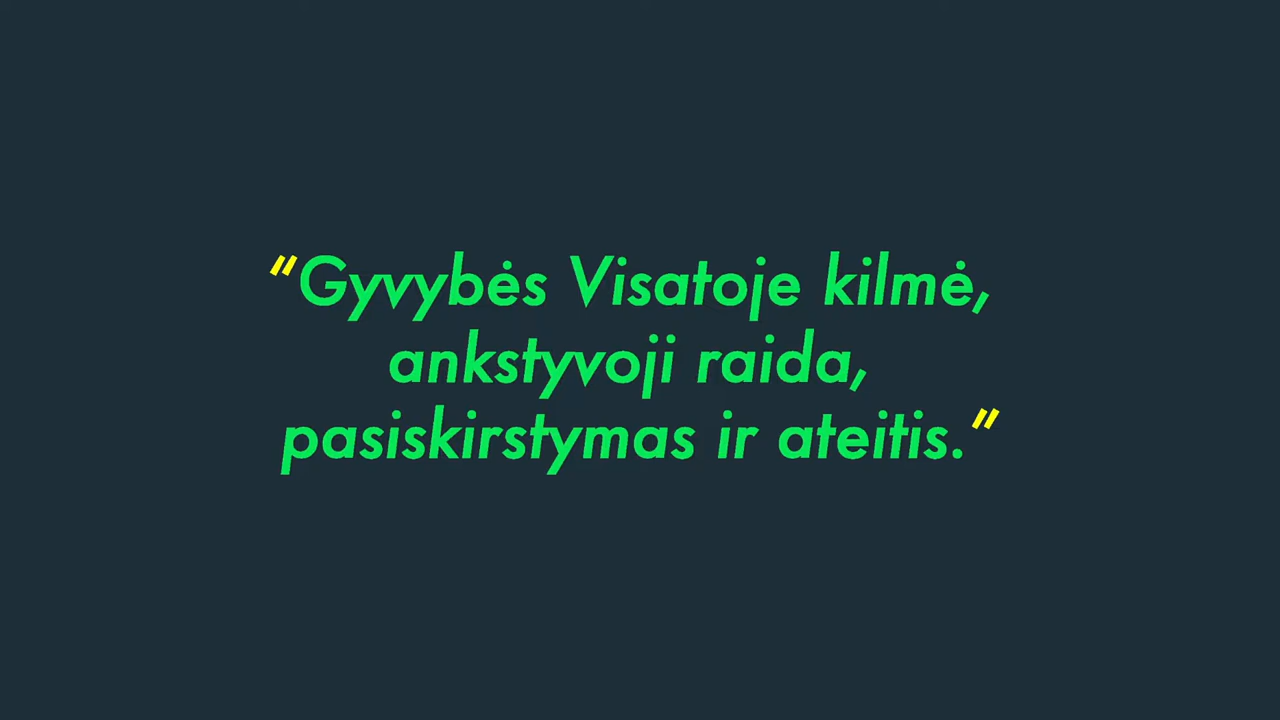 "Gyvybės Visatoje kilmė,
ankstyvoji raida,
pasiskirstymas ir ateitis."